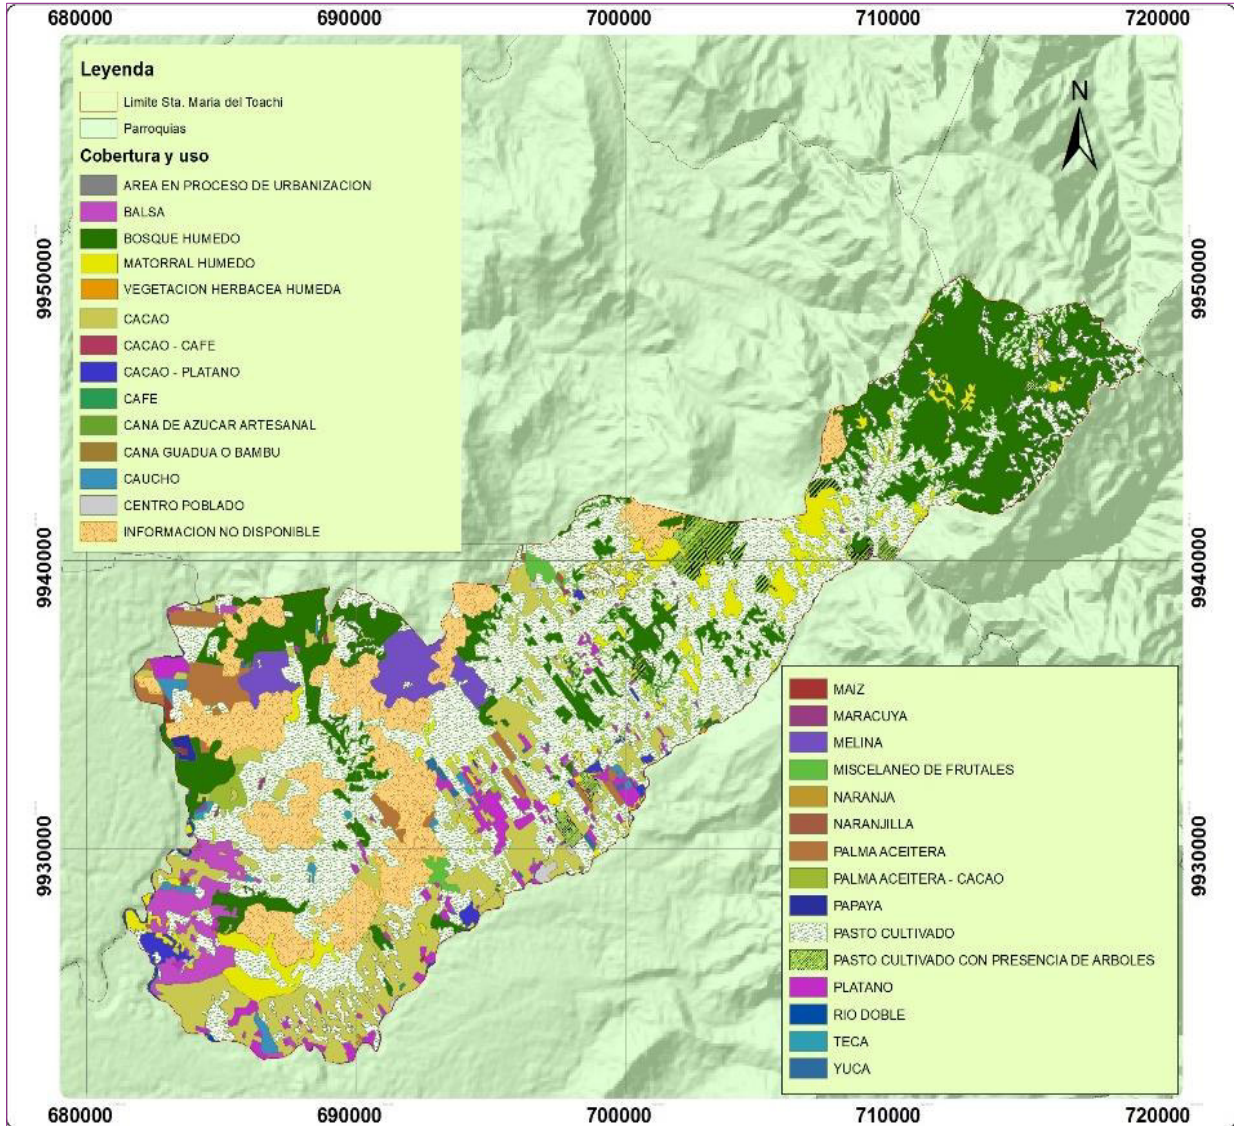 680000 690000 700000 710000 720000
N
Leyenda
Limite Sta. Maria del Toachi
Parroquias
Cobertura y uso
AREA EN PROCESO DE URBANIZACION
BALSA
BOSQUE HUMEDO
MATORRAL HUMEDO
VEGETACION HERBACEA HUMEDA
CACAO
CACAO - CAFE
CACAO - PLATANO
CAFE
CANA DE AZUCAR ARTESANAL
CANA GUADUA O BAMBU
CAUCHO
CENTRO POBLADO
INFORMACION NO DISPONIBLE
9950000 9950000
9940000 9940000
9930000 9930000
MAIZ
MARACUYA
MELINA
MISCELANEO DE FRUTALES
NARANJA
NARANJILLA
PALMA ACEITERA
PALMA ACEITERA - CACAO
PAPAYA
PASTO CULTIVADO
PASTO CULTIVADO CON PRESENCIA DE ARBOLES
PLATANO
RIO DOBLE
TECA
YUCA
680000 690000 700000 710000 720000